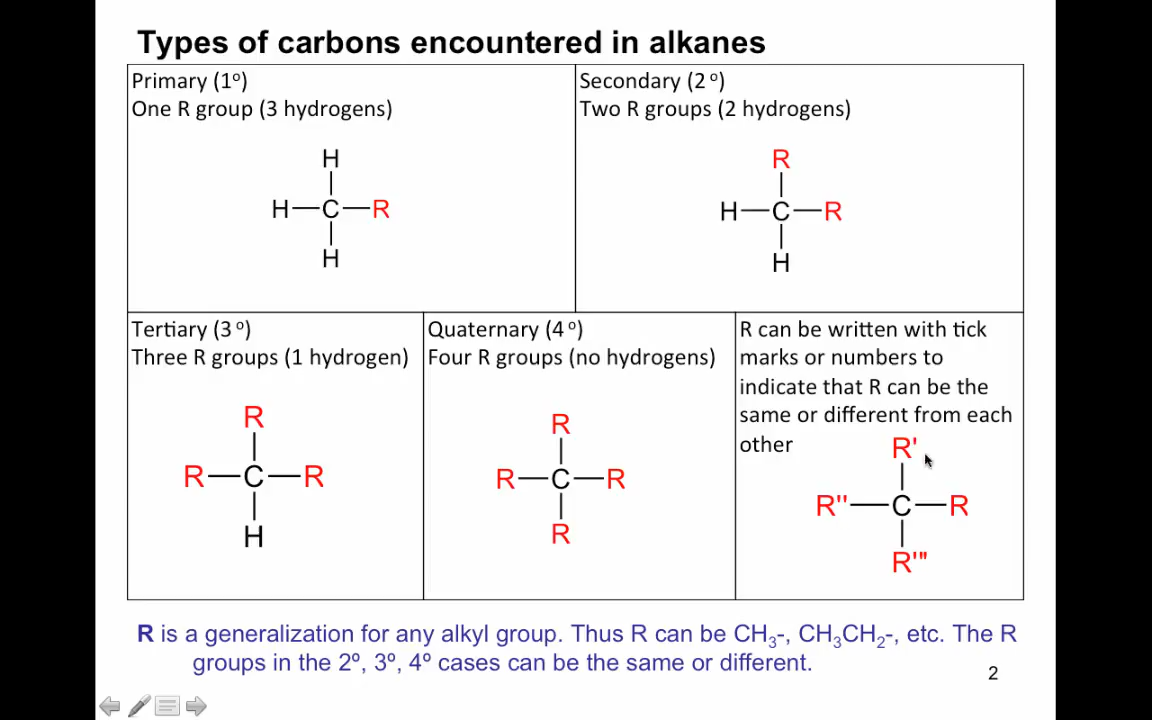 Types of carbons encountered in alkanes
Primary (1º)
One R group (3 hydrogens)
H
H—C—R
H
Secondary (2 º)
Two R groups (2 hydrogens)
R
H—C—R
H
Tertiary (3 º)
Three R groups (1 hydrogen)
R
R—C—R
H
Quaternary (4 º)
Four R groups (no hydrogens)
R
R—C—R
R
R can be written with tick
marks or numbers to
indicate that R can be the
same or different from each
other
R'
R''—C—R
R'''
R is a generalization for any alkyl group. Thus R can be CH₃-, CH₃CH₂-, etc. The R
groups in the 2º, 3º, 4º cases can be the same or different.
2